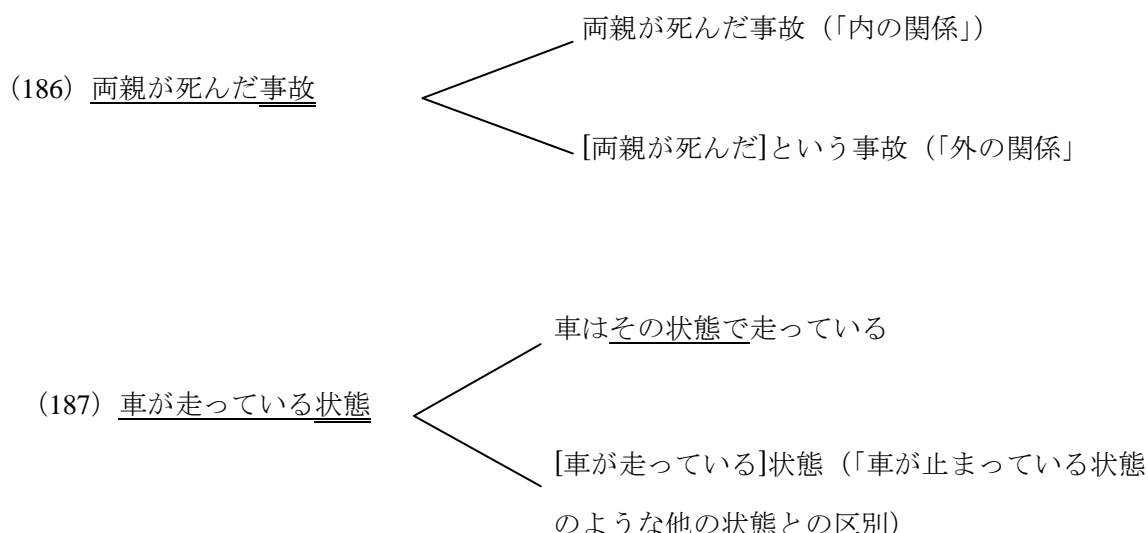 両親が死んだ事故（「内の関係」）
（186）両親が死んだ事故
[両親が死んだ]という事故（「外の関係」
車はその状態で走っている
（187）車が走っている状態
[車が走っている]状態（「車が止まっている状態
のような他の状態との区別）